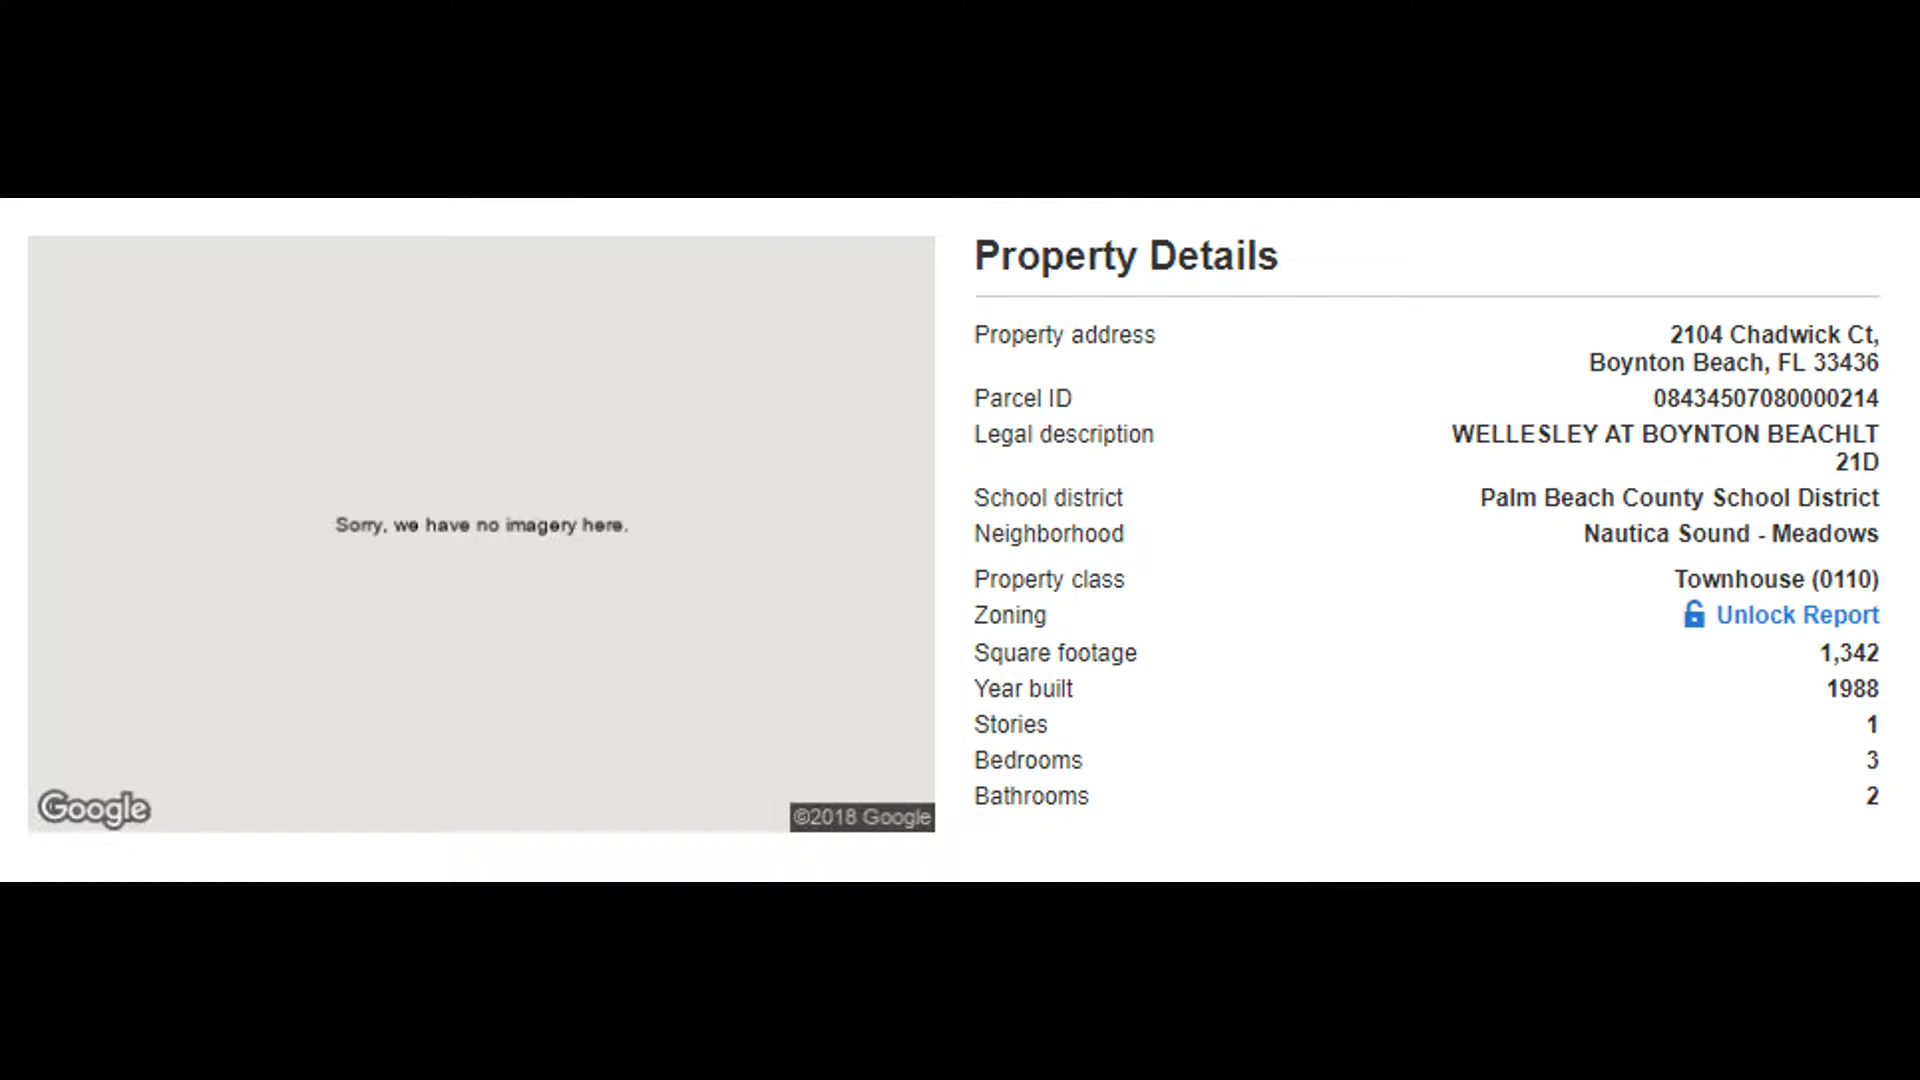 Sorry, we have no imagery here.
Google
©2018 Google
Property Details
Property address 2104 Chadwick Ct,
Boynton Beach, FL 33436
Parcel ID 08434507080000214
Legal description WELLESLEY AT BOYNTON BEACHLT
21D
School district Palm Beach County School District
Neighborhood Nautica Sound - Meadows
Property class Townhouse (0110)
Zoning Unlock Report
Square footage 1,342
Year built 1988
Stories 1
Bedrooms 3
Bathrooms 2